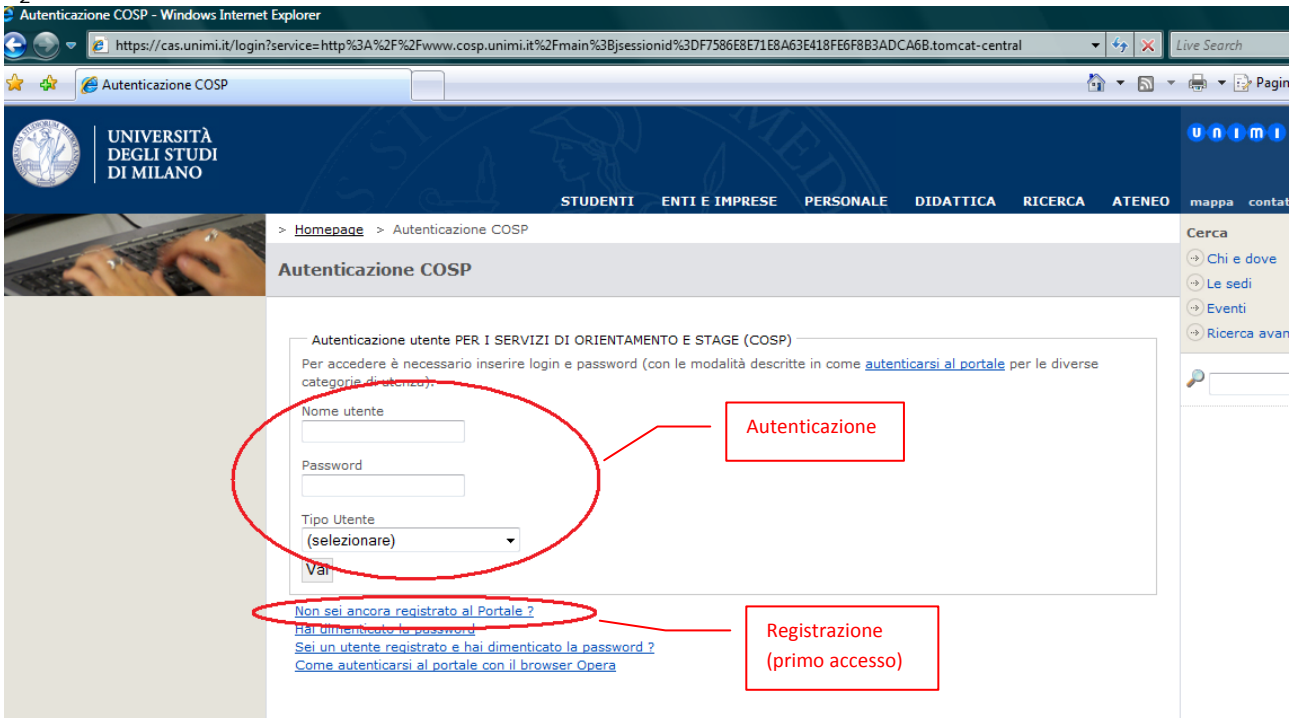 Autenticazione COSP - Windows Internet Explorer
https://cas.unimi.it/login?service=http%3A%2F%2Fwww.cosp.unimi.it%2Fmain%3Bjsessionid%3DF7586E8E71E8A63E418FE6F8B3ADCA6B.tomcat-central
Live Search
Autenticazione COSP
Pagin
UNIVERSITÀ
DEGLI STUDI
DI MILANO
unimi
STUDENTI ENTI E IMPRESE PERSONALE DIDATTICA RICERCA ATENEO
mappa contat
> Homepage > Autenticazione COSP
Autenticazione COSP
Cerca
Chi e dove
Le sedi
Eventi
Ricerca avan
Autenticazione utente PER I SERVIZI DI ORIENTAMENTO E STAGE (COSP)
Per accedere è necessario inserire login e password (con le modalità descritte in come autenticarsi al portale per le diverse
categorie di utenza).
Nome utente
Autenticazione
Password
Tipo Utente
(selezionare)
Vai
Non sei ancora registrato al Portale ?
Hai dimenticato la password
Sei un utente registrato e hai dimenticato la password ?
Come autenticarsi al portale con il browser Opera
Registrazione
(primo accesso)